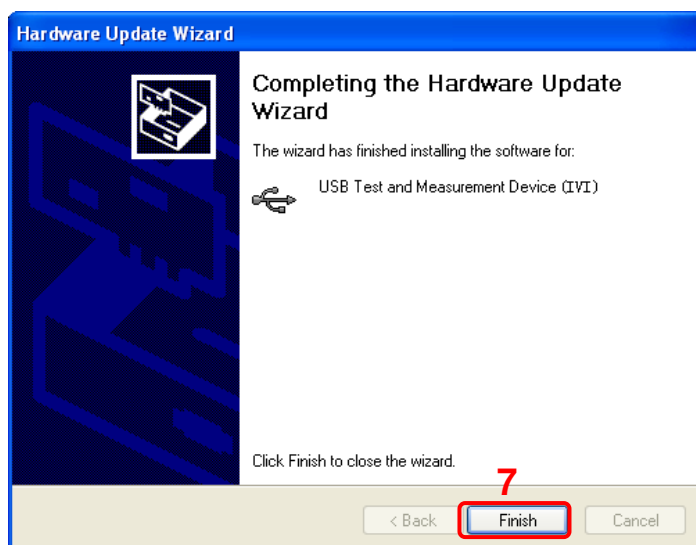 Hardware Update Wizard
Completing the Hardware Update
Wizard
The wizard has finished installing the software for:
USB Test and Measurement Device (IVI)
Click Finish to close the wizard.
7
< Back
Finish
Cancel